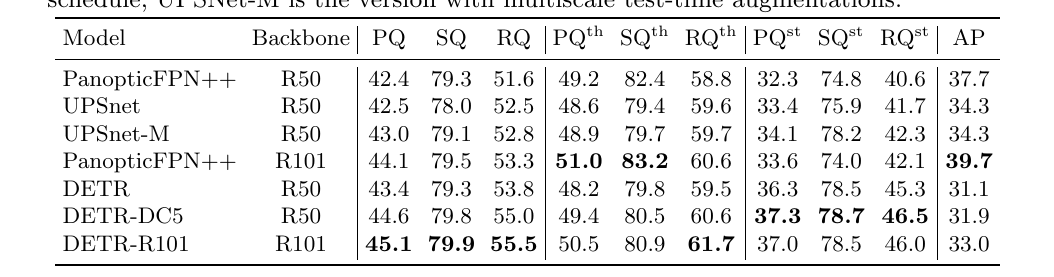 schedule, UPSNet-M is the version with multiscale test-time augmentations.
Model Backbone PQ SQ RQ PQ^th SQ^th RQ^th PQ^st SQ^st RQ^st AP
PanopticFPN++ R50 42.4 79.3 51.6 49.2 82.4 58.8 32.3 74.8 40.6 37.7
UPSnet R50 42.5 78.0 52.5 48.6 79.4 59.6 33.4 75.9 41.7 34.3
UPSnet-M R50 43.0 79.1 52.8 48.9 79.7 59.7 34.1 78.2 42.3 34.3
PanopticFPN++ R101 44.1 79.5 53.3 51.0 83.2 60.6 33.6 74.0 42.1 39.7
DETR R50 43.4 79.3 53.8 48.2 79.8 59.5 36.3 78.5 45.3 31.1
DETR-DC5 R50 44.6 79.8 55.0 49.4 80.5 60.6 37.3 78.7 46.5 31.9
DETR-R101 R101 45.1 79.9 55.5 50.5 80.9 61.7 37.0 78.5 46.0 33.0